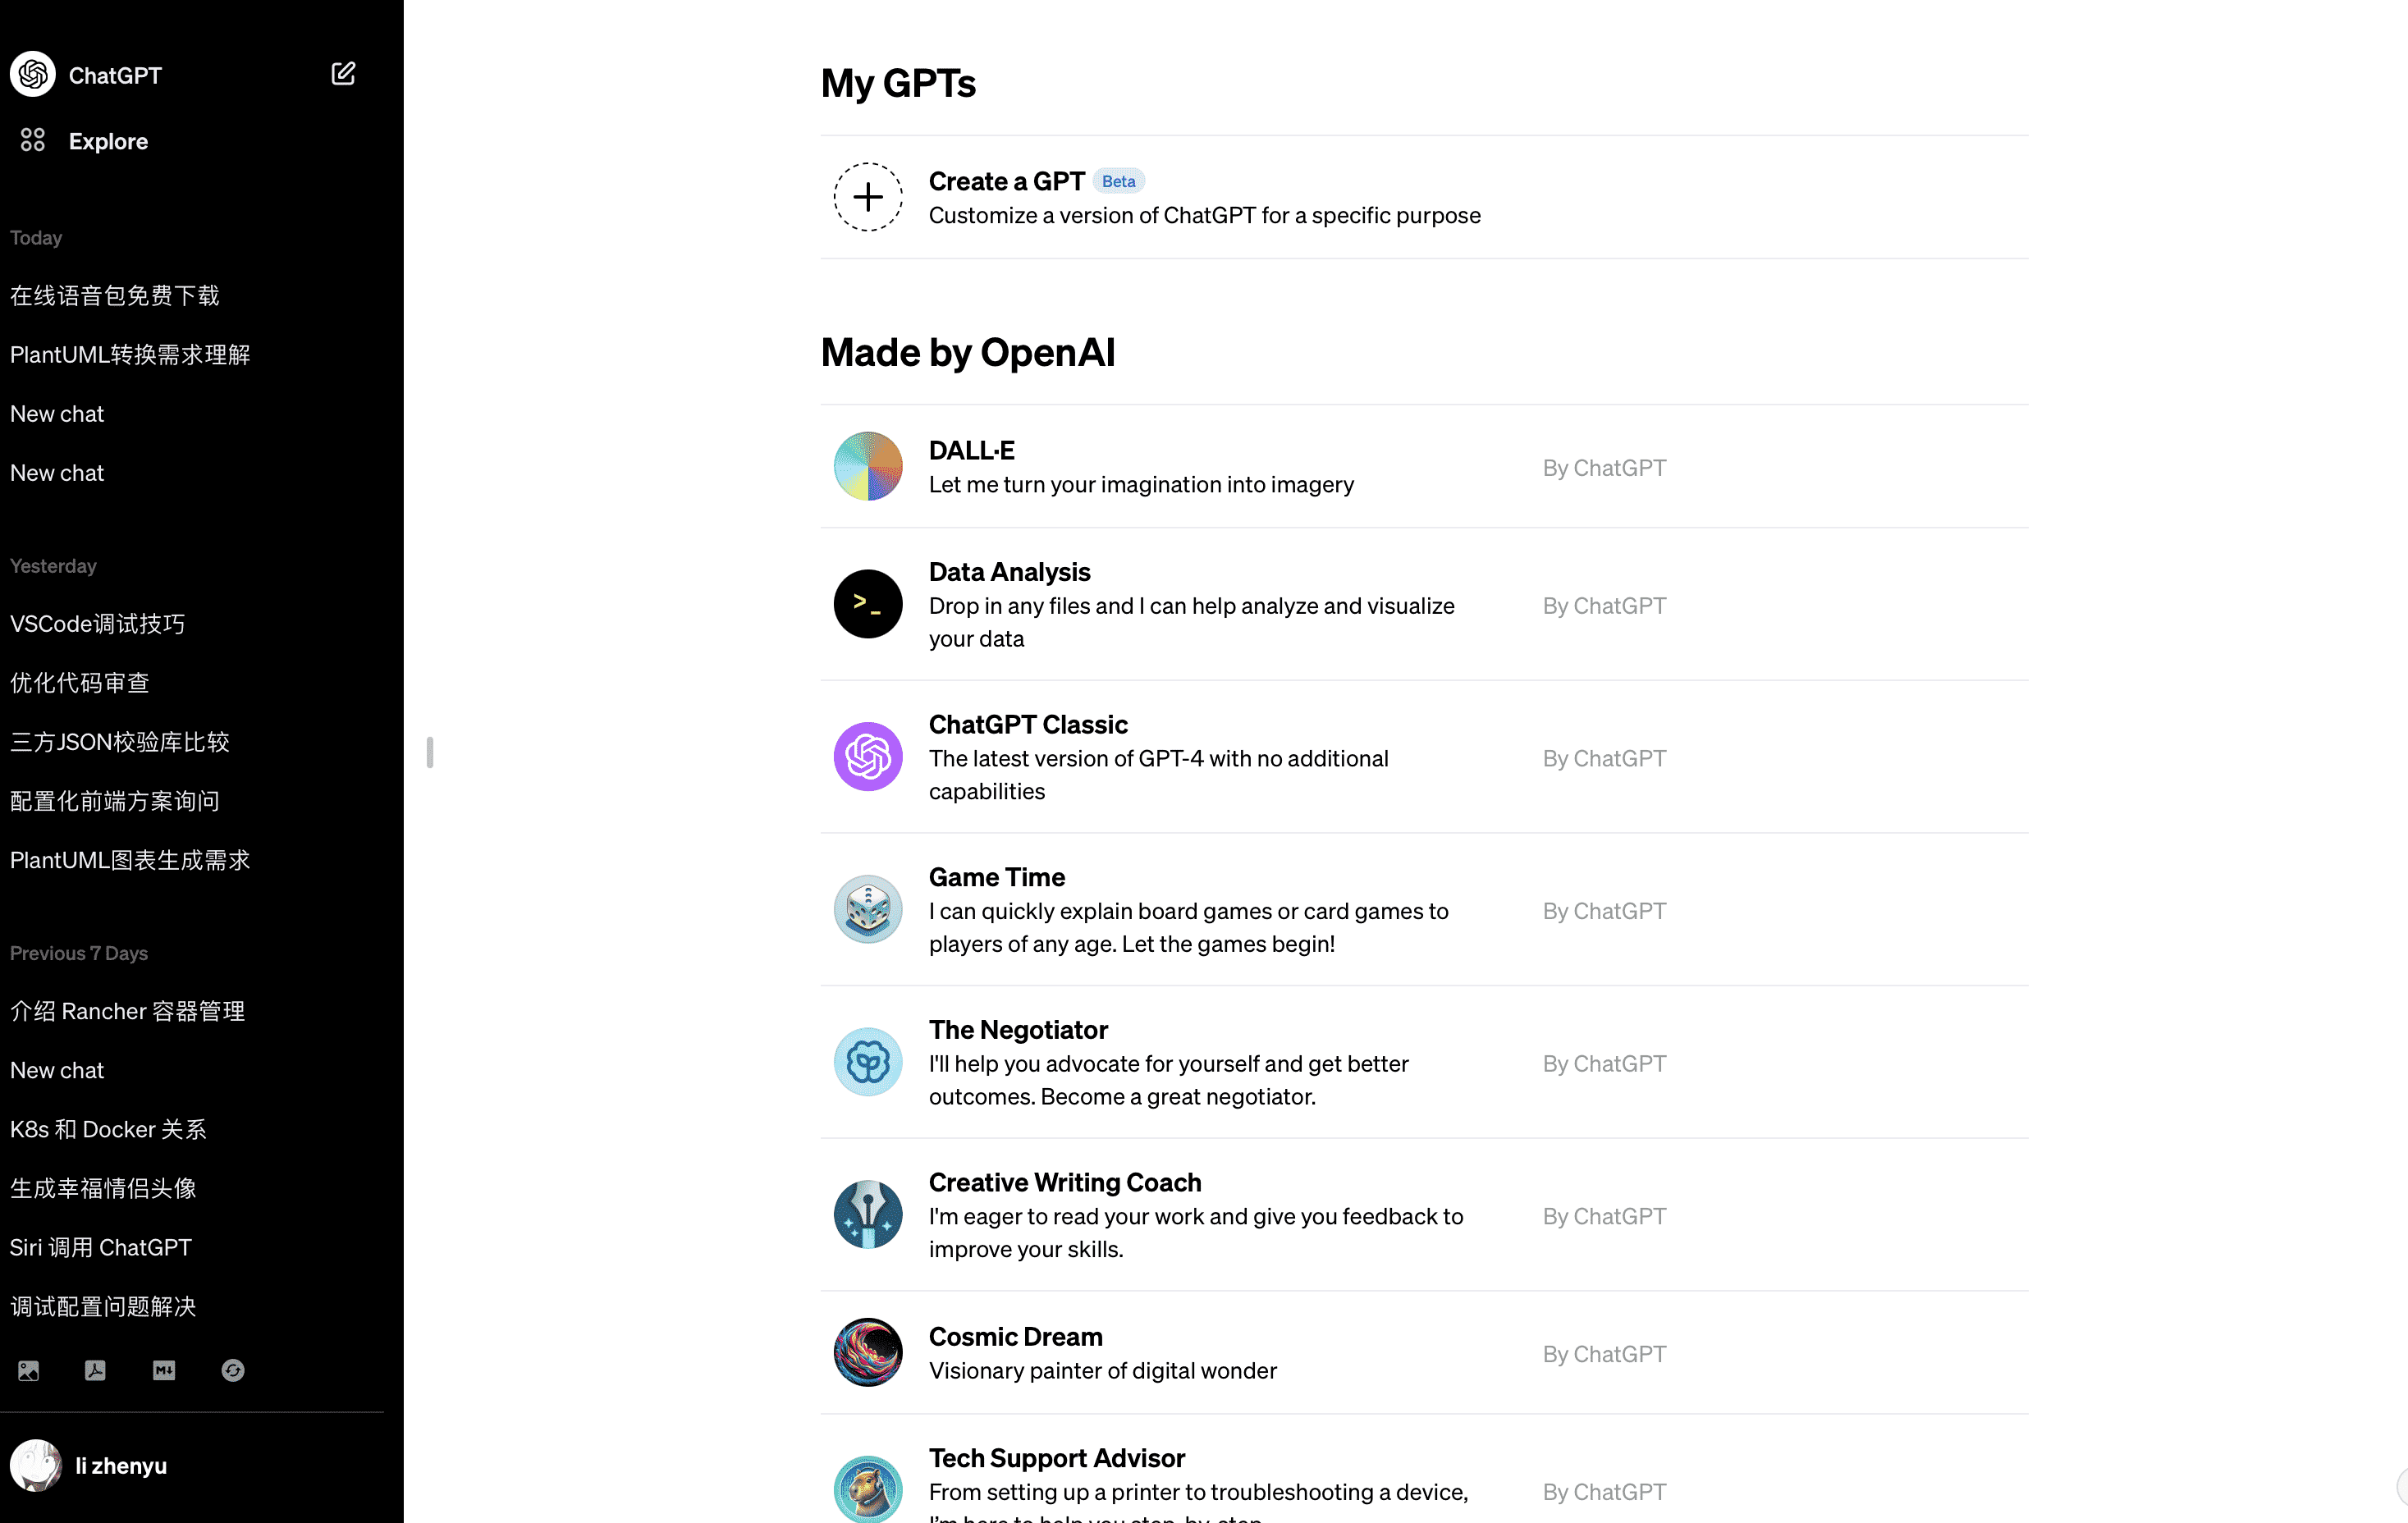 ChatGPT
Explore
Today
在线语音包免费下载
PlantUML转换需求理解
New chat
New chat
Yesterday
VSCode调试技巧
优化代码审查
三方JSON校验库比较
配置化前端方案询问
PlantUML图表生成需求
Previous 7 Days
介绍 Rancher 容器管理
New chat
K8s 和 Docker 关系
生成幸福情侣头像
Siri 调用 ChatGPT
调试配置问题解决
M↓
li zhenyu
My GPTs
Create a GPT Beta
Customize a version of ChatGPT for a specific purpose
Made by OpenAI
DALL·E
Let me turn your imagination into imagery
By ChatGPT
>_
Data Analysis
Drop in any files and I can help analyze and visualize
your data
By ChatGPT
ChatGPT Classic
The latest version of GPT-4 with no additional
capabilities
By ChatGPT
Game Time
I can quickly explain board games or card games to
players of any age. Let the games begin!
By ChatGPT
The Negotiator
I'll help you advocate for yourself and get better
outcomes. Become a great negotiator.
By ChatGPT
Creative Writing Coach
I'm eager to read your work and give you feedback to
improve your skills.
By ChatGPT
Cosmic Dream
Visionary painter of digital wonder
By ChatGPT
Tech Support Advisor
From setting up a printer to troubleshooting a device,
I'm here to help you step-by-step
By ChatGPT